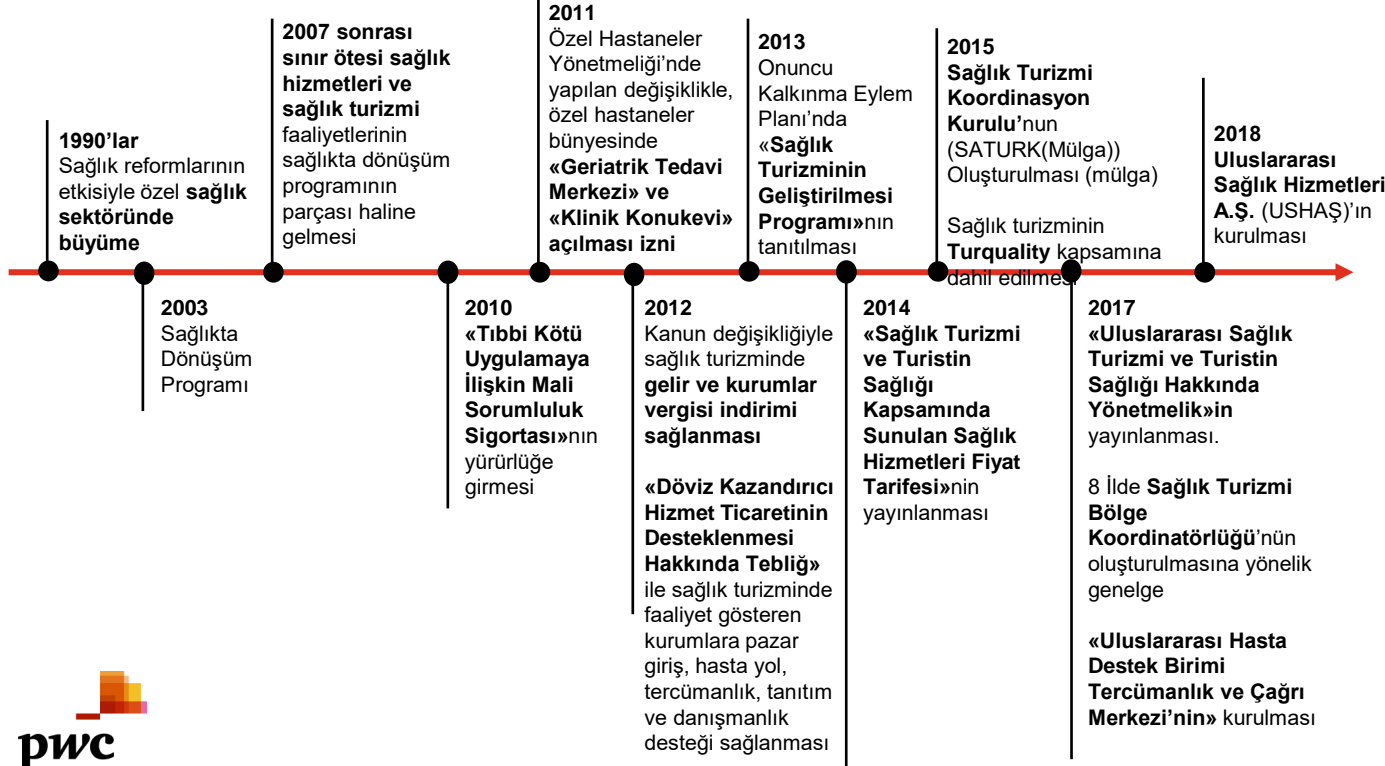 1990’lar
Sağlık reformlarının
etkisiyle özel sağlık
sektöründe
büyüme
2003
Sağlıkta
Dönüşüm
Programı
2007 sonrası
sınır ötesi sağlık
hizmetleri ve
sağlık turizmi
faaliyetlerinin
sağlıkta dönüşüm
programının
parçası haline
gelmesi
2010
«Tıbbi Kötü
Uygulamaya
İlişkin Mali
Sorumluluk
Sigortası»nın
yürürlüğe
girmesi
2011
Özel Hastaneler
Yönetmeliği’nde
yapılan değişiklikle,
özel hastaneler
bünyesinde
«Geriatrik Tedavi
Merkezi» ve
«Klinik Konukevi»
açılması izni
2012
Kanun değişikliğiyle
sağlık turizminde
gelir ve kurumlar
vergisi indirimi
sağlanması
«Döviz Kazandırıcı
Hizmet Ticaretinin
Desteklenmesi
Hakkında Tebliğ»
ile sağlık turizminde
faaliyet gösteren
kurumlara pazar
giriş, hasta yol,
tercümanlık, tanıtım
ve danışmanlık
desteği sağlanması
2013
Onuncu
Kalkınma Eylem
Planı’nda
«Sağlık
Turizminin
Geliştirilmesi
Programı»nın
tanıtılması
2014
«Sağlık Turizmi
ve Turistin
Sağlığı
Kapsamında
Sunulan Sağlık
Hizmetleri Fiyat
Tarifesi»nin
yayınlanması
2015
Sağlık Turizmi
Koordinasyon
Kurulu’nun
(SATURK(Mülga))
Oluşturulması (mülga)
Sağlık turizminin
Turquality kapsamına
dahil edilmesi
2017
«Uluslararası Sağlık
Turizmi ve Turistin
Sağlığı Hakkında
Yönetmelik»in
yayınlanması.
8 İlde Sağlık Turizmi
Bölge
Koordinatörlüğü’nün
oluşturulmasına yönelik
genelge
«Uluslararası Hasta
Destek Birimi
Tercümanlık ve Çağrı
Merkezi’nin» kurulması
2018
Uluslararası
Sağlık Hizmetleri
A.Ş. (USHAŞ)’ın
kurulması
pwc